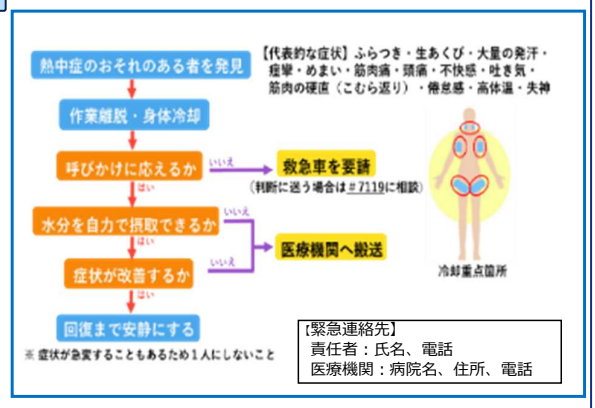 熱中症のおそれのある者を発見
【代表的な症状】ふらつき・生あくび・大量の発汗・
痙攣・めまい・筋肉痛・頭痛・不快感・吐き気・
筋肉の硬直（こむら返り）・倦怠感・高体温・失神
作業離脱・身体冷却
呼びかけに応えるか
いいえ
救急車を要請
(判断に迷う場合は#7119に相談)
はい
水分を自力で摂取できるか
いいえ
医療機関へ搬送
はい
症状が改善するか
いいえ
冷却重点箇所
はい
回復まで安静にする
※ 症状が急変することもあるため1人にしないこと
【緊急連絡先】
責任者：氏名、電話
医療機関：病院名、住所、電話